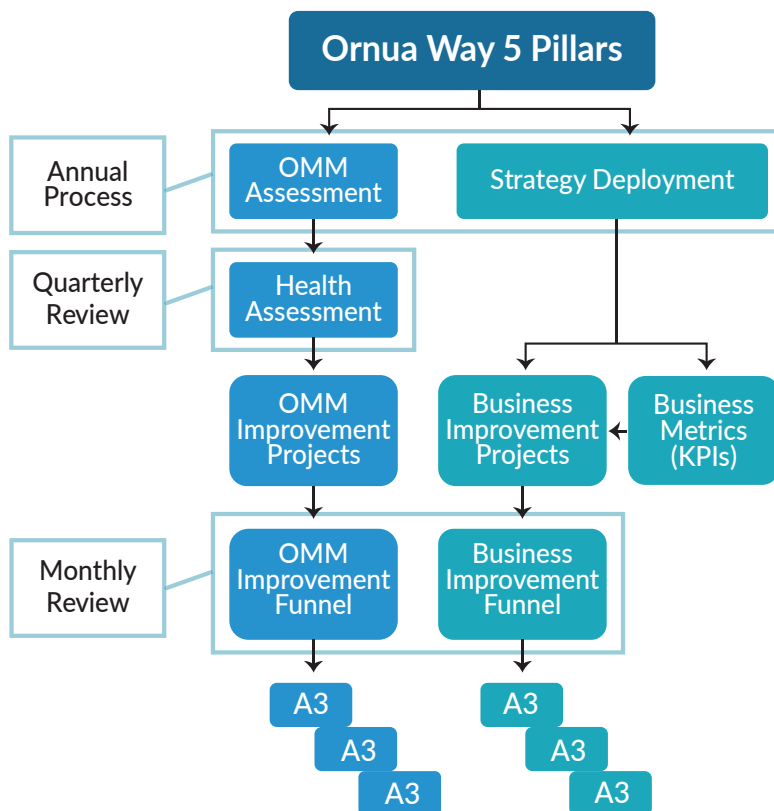 Ornua Way 5 Pillars
Annual
Process
OMM
Assessment
Strategy Deployment
Quarterly
Review
Health
Assessment
OMM
Improvement
Projects
Business
Improvement
Projects
Business
Metrics
(KPIs)
Monthly
Review
OMM
Improvement
Funnel
Business
Improvement
Funnel
A3
A3
A3
A3
A3
A3